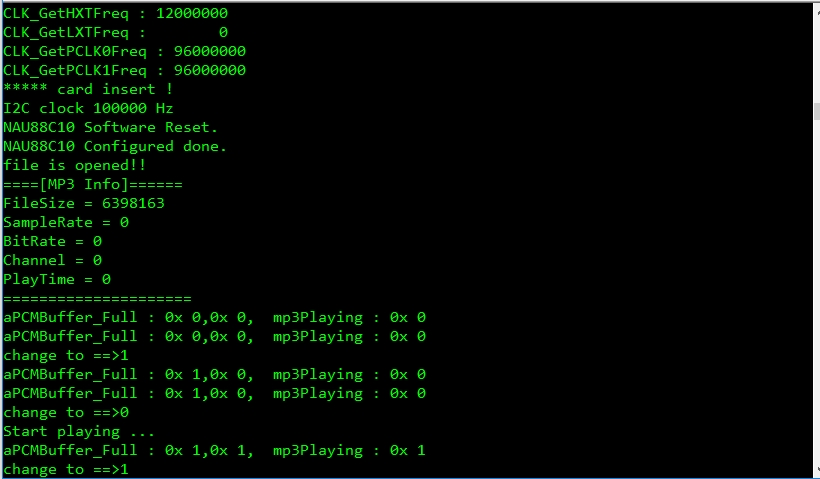 CLK_GetHXTFreq : 12000000
CLK_GetLXTFreq :        0
CLK_GetPCLK0Freq : 96000000
CLK_GetPCLK1Freq : 96000000
***** card insert !
I2C clock 100000 Hz
NAU88C10 Software Reset.
NAU88C10 Configured done.
file is opened!!
====[MP3 Info]======
FileSize = 6398163
SampleRate = 0
BitRate = 0
Channel = 0
PlayTime = 0
=====================
aPCMBuffer_Full : 0x 0,0x 0,  mp3Playing : 0x 0
aPCMBuffer_Full : 0x 0,0x 0,  mp3Playing : 0x 0
change to ==>1
aPCMBuffer_Full : 0x 1,0x 0,  mp3Playing : 0x 0
aPCMBuffer_Full : 0x 1,0x 0,  mp3Playing : 0x 0
change to ==>0
Start playing ...
aPCMBuffer_Full : 0x 1,0x 1,  mp3Playing : 0x 1
change to ==>1